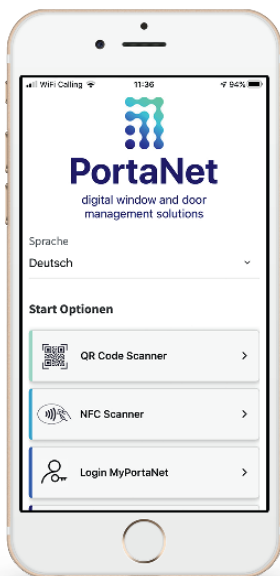 WiFi Calling 11:36 94%
PortaNet
digital window and door
management solutions
Sprache
Deutsch
Start Optionen
QR Code Scanner
NFC Scanner
Login MyPortaNet